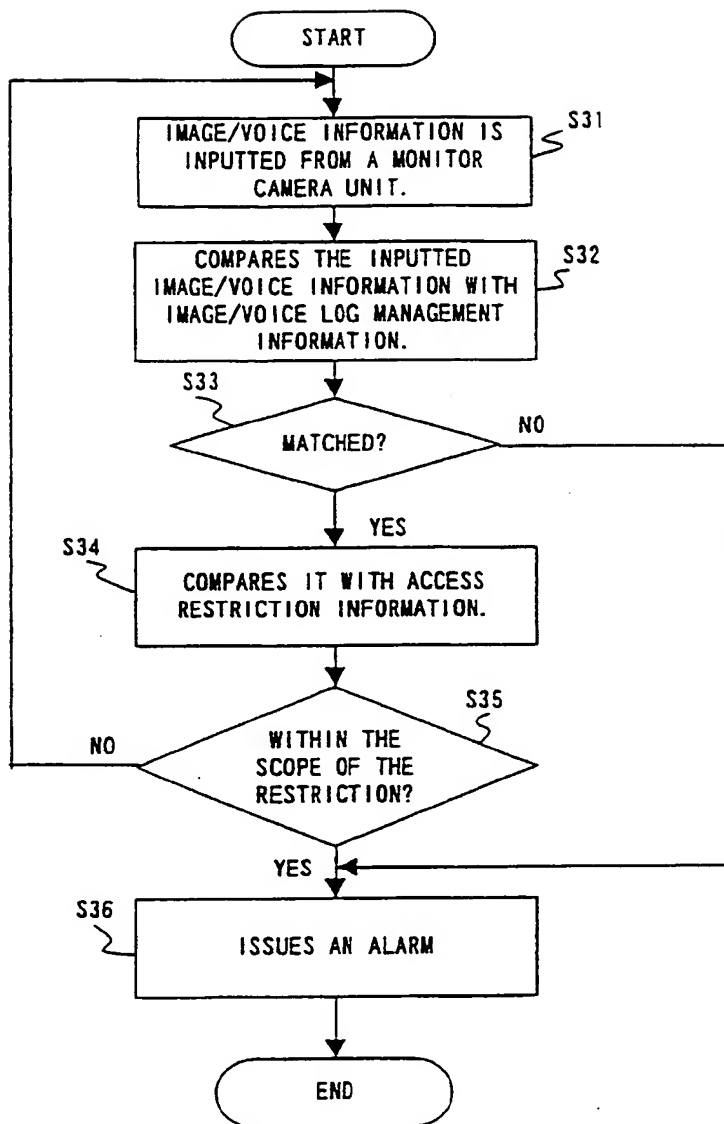 START
IMAGE/VOICE INFORMATION IS
INPUTTED FROM A MONITOR
CAMERA UNIT.
S31
COMPARES THE INPUTTED
IMAGE/VOICE INFORMATION WITH
IMAGE/VOICE LOG MANAGEMENT
INFORMATION.
S32
S33
MATCHED?
NO
YES
S34
COMPARES IT WITH ACCESS
RESTRICTION INFORMATION.
S35
NO
WITHIN THE
SCOPE OF THE
RESTRICTION?
YES
S36
ISSUES AN ALARM
END